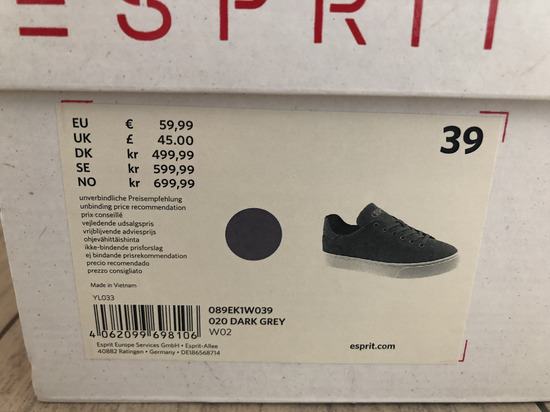 ESPRIT
EU € 59,99
UK £ 45.00
DK kr 499,99
SE kr 599,99
NO kr 699,99
39
unverbindliche Preisempfehlung
unbinding price recommendation
prix conseillé
vejledende udsalgspris
vrijblijvende adviesprijs
ohjevähittäishinta
ikke-bindende prisforslag
ej bindande prisrekommendation
precio recomendado
prezzo consigliato
Made in Vietnam
YL033
4 062099 698106
089EK1W039
020 DARK GREY
W02
Esprit Europe Services GmbH • Esprit-Allee
40882 Ratingen • Germany • DE186568714
esprit.com
39